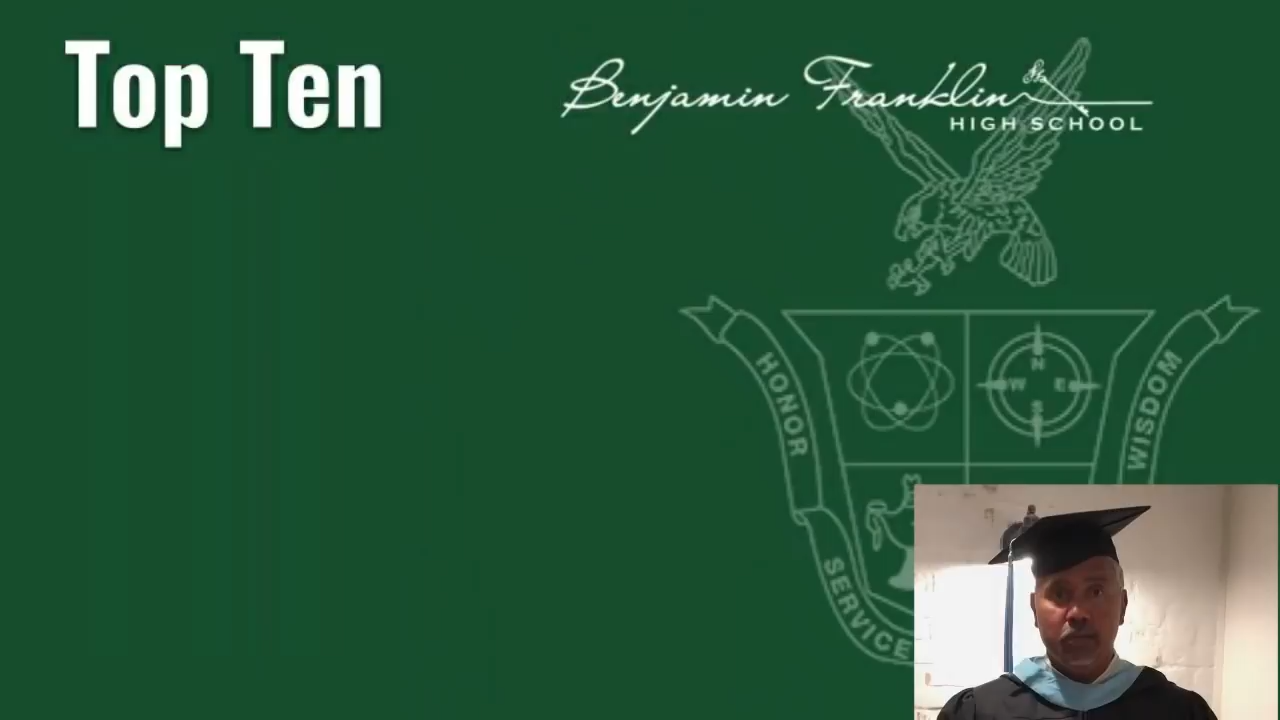 Top Ten
Benjamin Franklin
HIGH SCHOOL
N
W E
S
HONOR
WISDOM
SERVICE